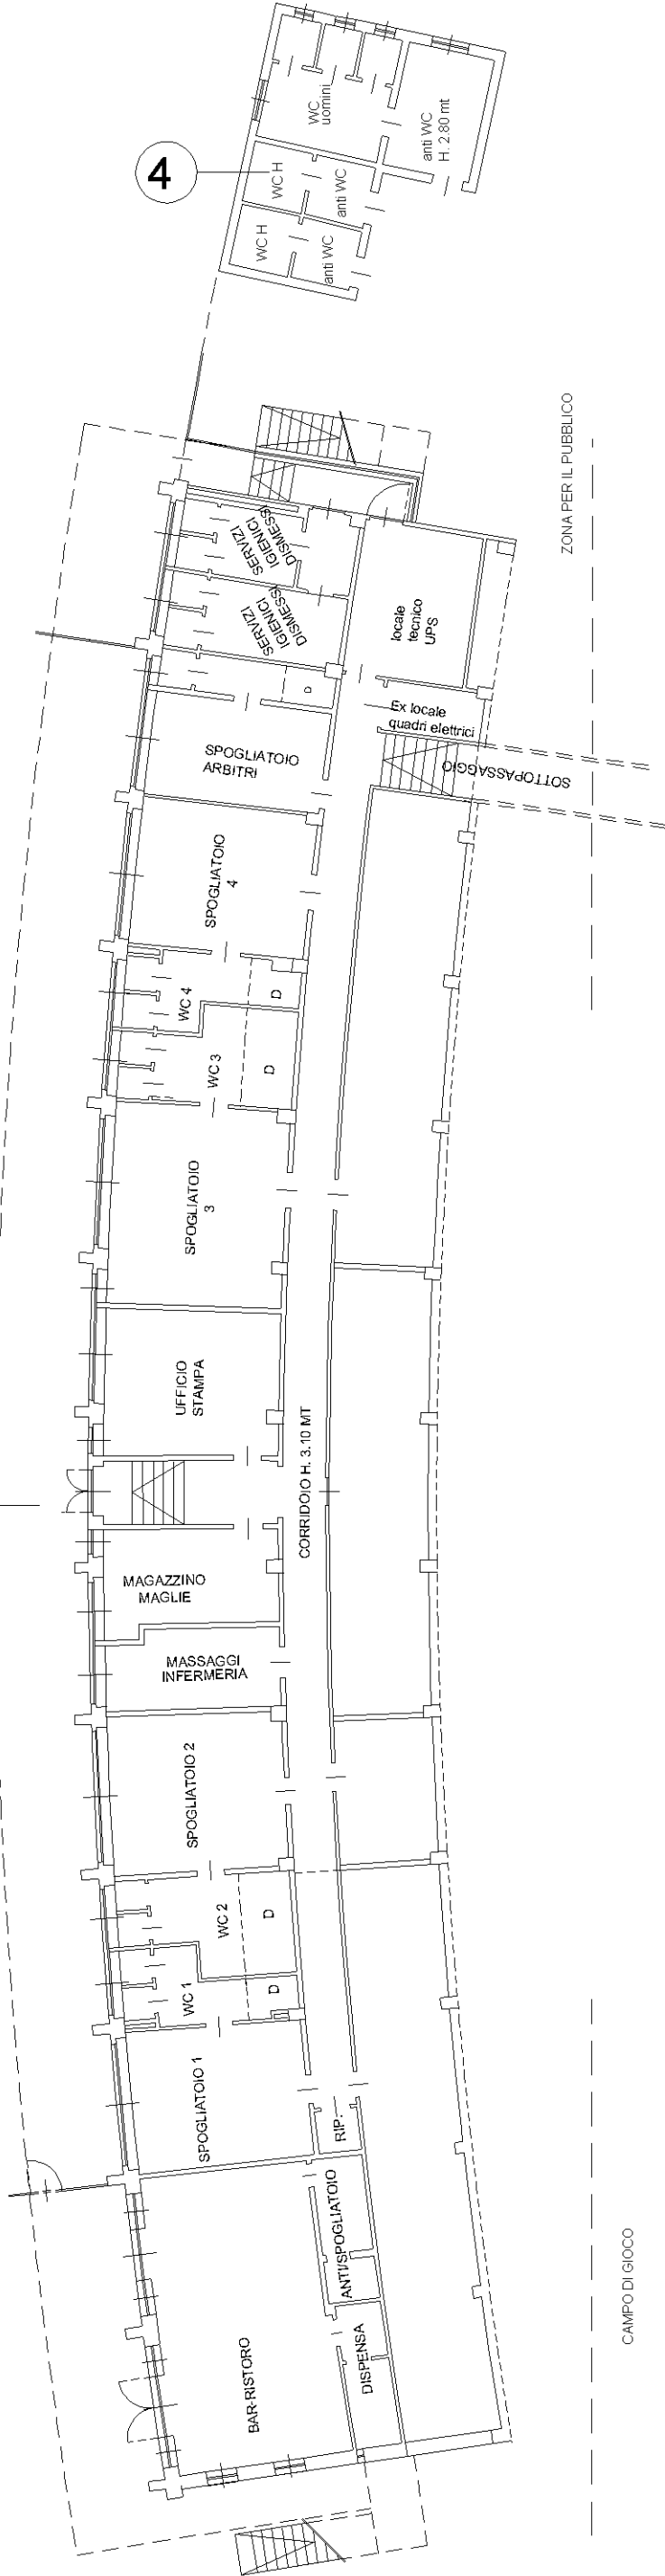 WC
uomini
anti WC
H. 2.80 mt
4
WC H
anti WC
WC H
anti WC
ZONA PER IL PUBBLICO
SERVIZI
IGIENICI
DISMESSI
SERVIZI
IGIENICI
DISMESSI
locale
tecnico
UPS
D
Ex locale
quadri elettrici
SPOGLIATOIO
ARBITRI
SOTTOPASSAGGIO
SPOGLIATOIO
4
WC 4
D
WC 3
D
SPOGLIATOIO
3
UFFICIO
STAMPA
CORRIDOIO H. 3.10 MT
MAGAZZINO
MAGLIE
MASSAGGI
INFERMERIA
SPOGLIATOIO 2
WC 2
D
WC 1
D
SPOGLIATOIO 1
RIP.
ANTI/SPOGLIATOIO
BAR-RISTORO
DISPENSA
CAMPO DI GIOCO